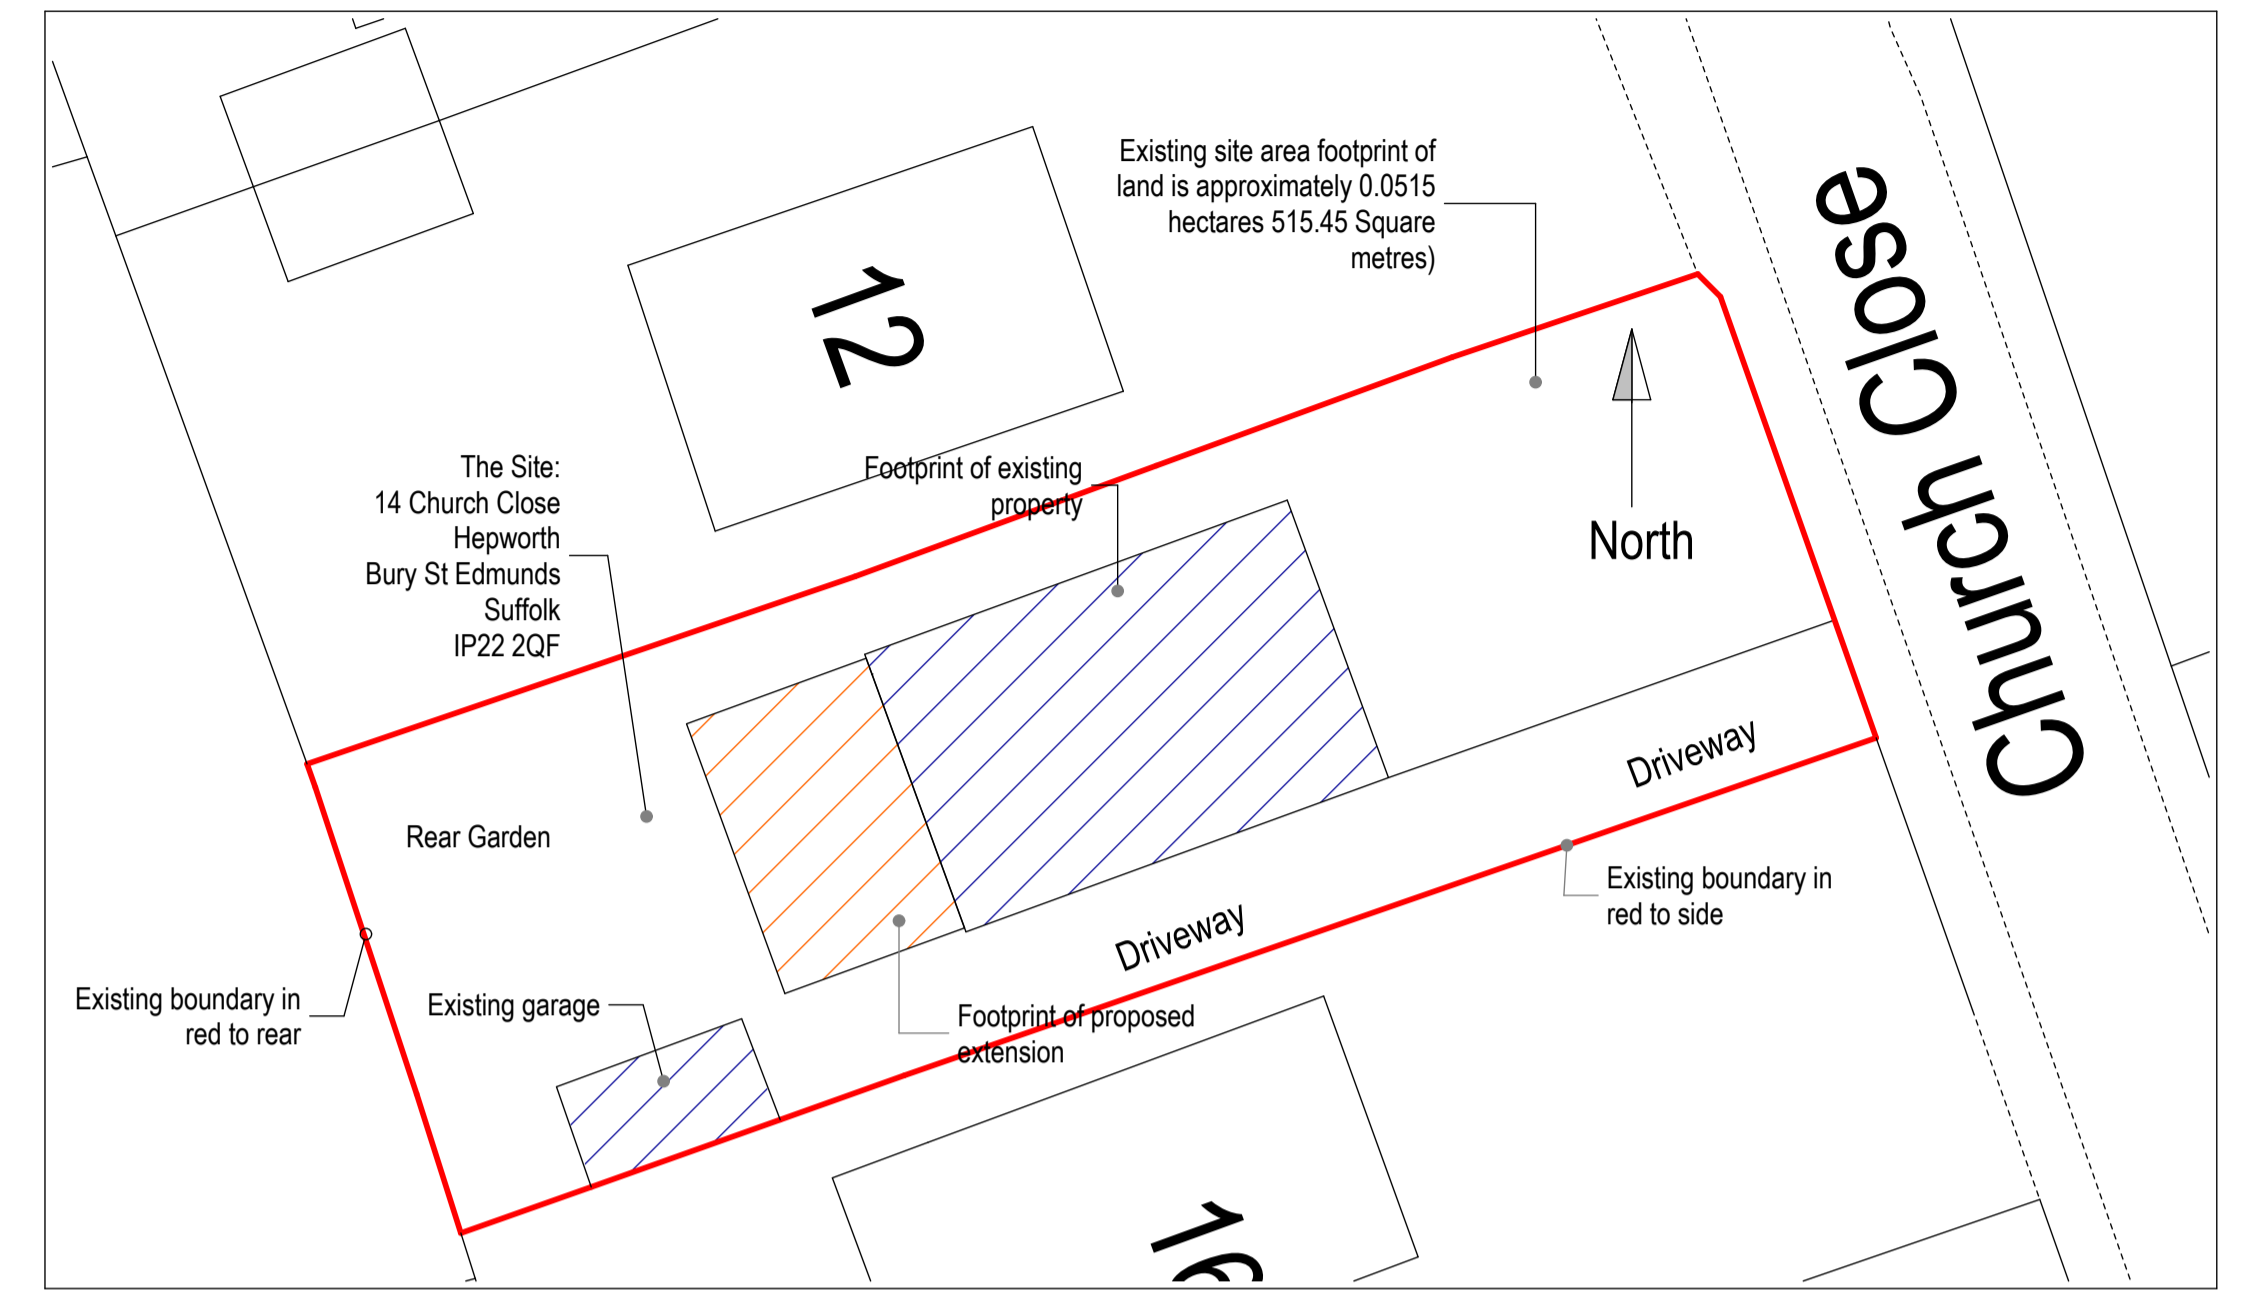 Existing site area footprint of
land is approximately 0.0515
hectares 515.45 Square
metres)
Church Close
12
The Site:
14 Church Close
Hepworth
Bury St Edmunds
Suffolk
IP22 2QF
Footprint of existing
property
North
Driveway
Rear Garden
Existing boundary in
red to side
Driveway
Existing boundary in
red to rear
Existing garage
Footprint of proposed
extension
16